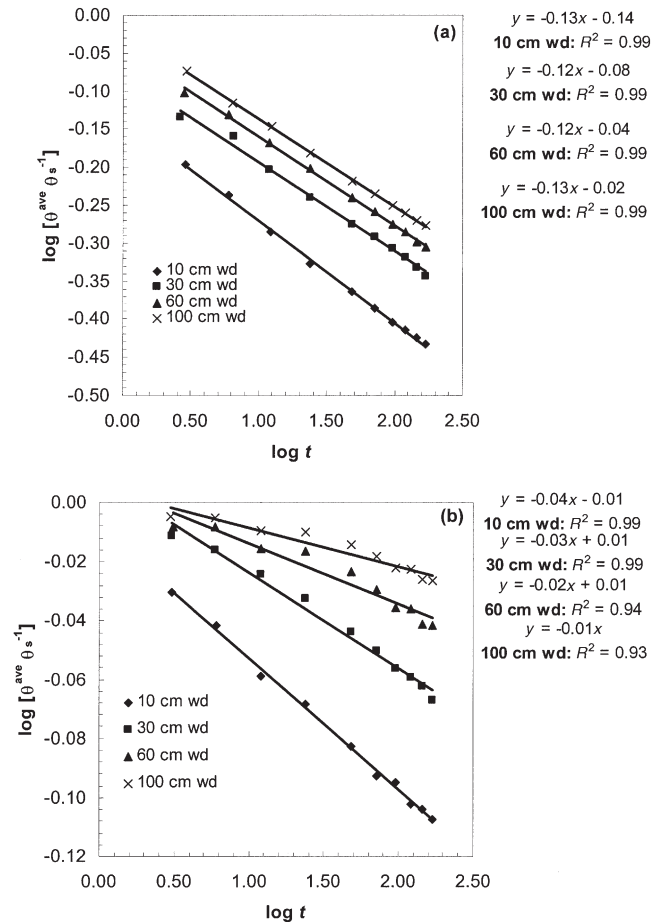 0.00
-0.05
-0.10
-0.15
-0.20
-0.25
-0.30
-0.35
-0.40
-0.45
-0.50
log [θ^ave θs^-1]
(a)
10 cm wd
30 cm wd
60 cm wd
100 cm wd
0.00 0.50 1.00 1.50 2.00 2.50
log t
y = -0.13x - 0.14
10 cm wd: R² = 0.99
y = -0.12x - 0.08
30 cm wd: R² = 0.99
y = -0.12x - 0.04
60 cm wd: R² = 0.99
y = -0.13x - 0.02
100 cm wd: R² = 0.99
0.00
-0.02
-0.04
-0.06
-0.08
-0.10
-0.12
log [θ^ave θs^-1]
(b)
10 cm wd
30 cm wd
60 cm wd
100 cm wd
0.00 0.50 1.00 1.50 2.00 2.50
log t
y = -0.04x - 0.01
10 cm wd: R² = 0.99
y = -0.03x + 0.01
30 cm wd: R² = 0.99
y = -0.02x + 0.01
60 cm wd: R² = 0.94
y = -0.01x
100 cm wd: R² = 0.93